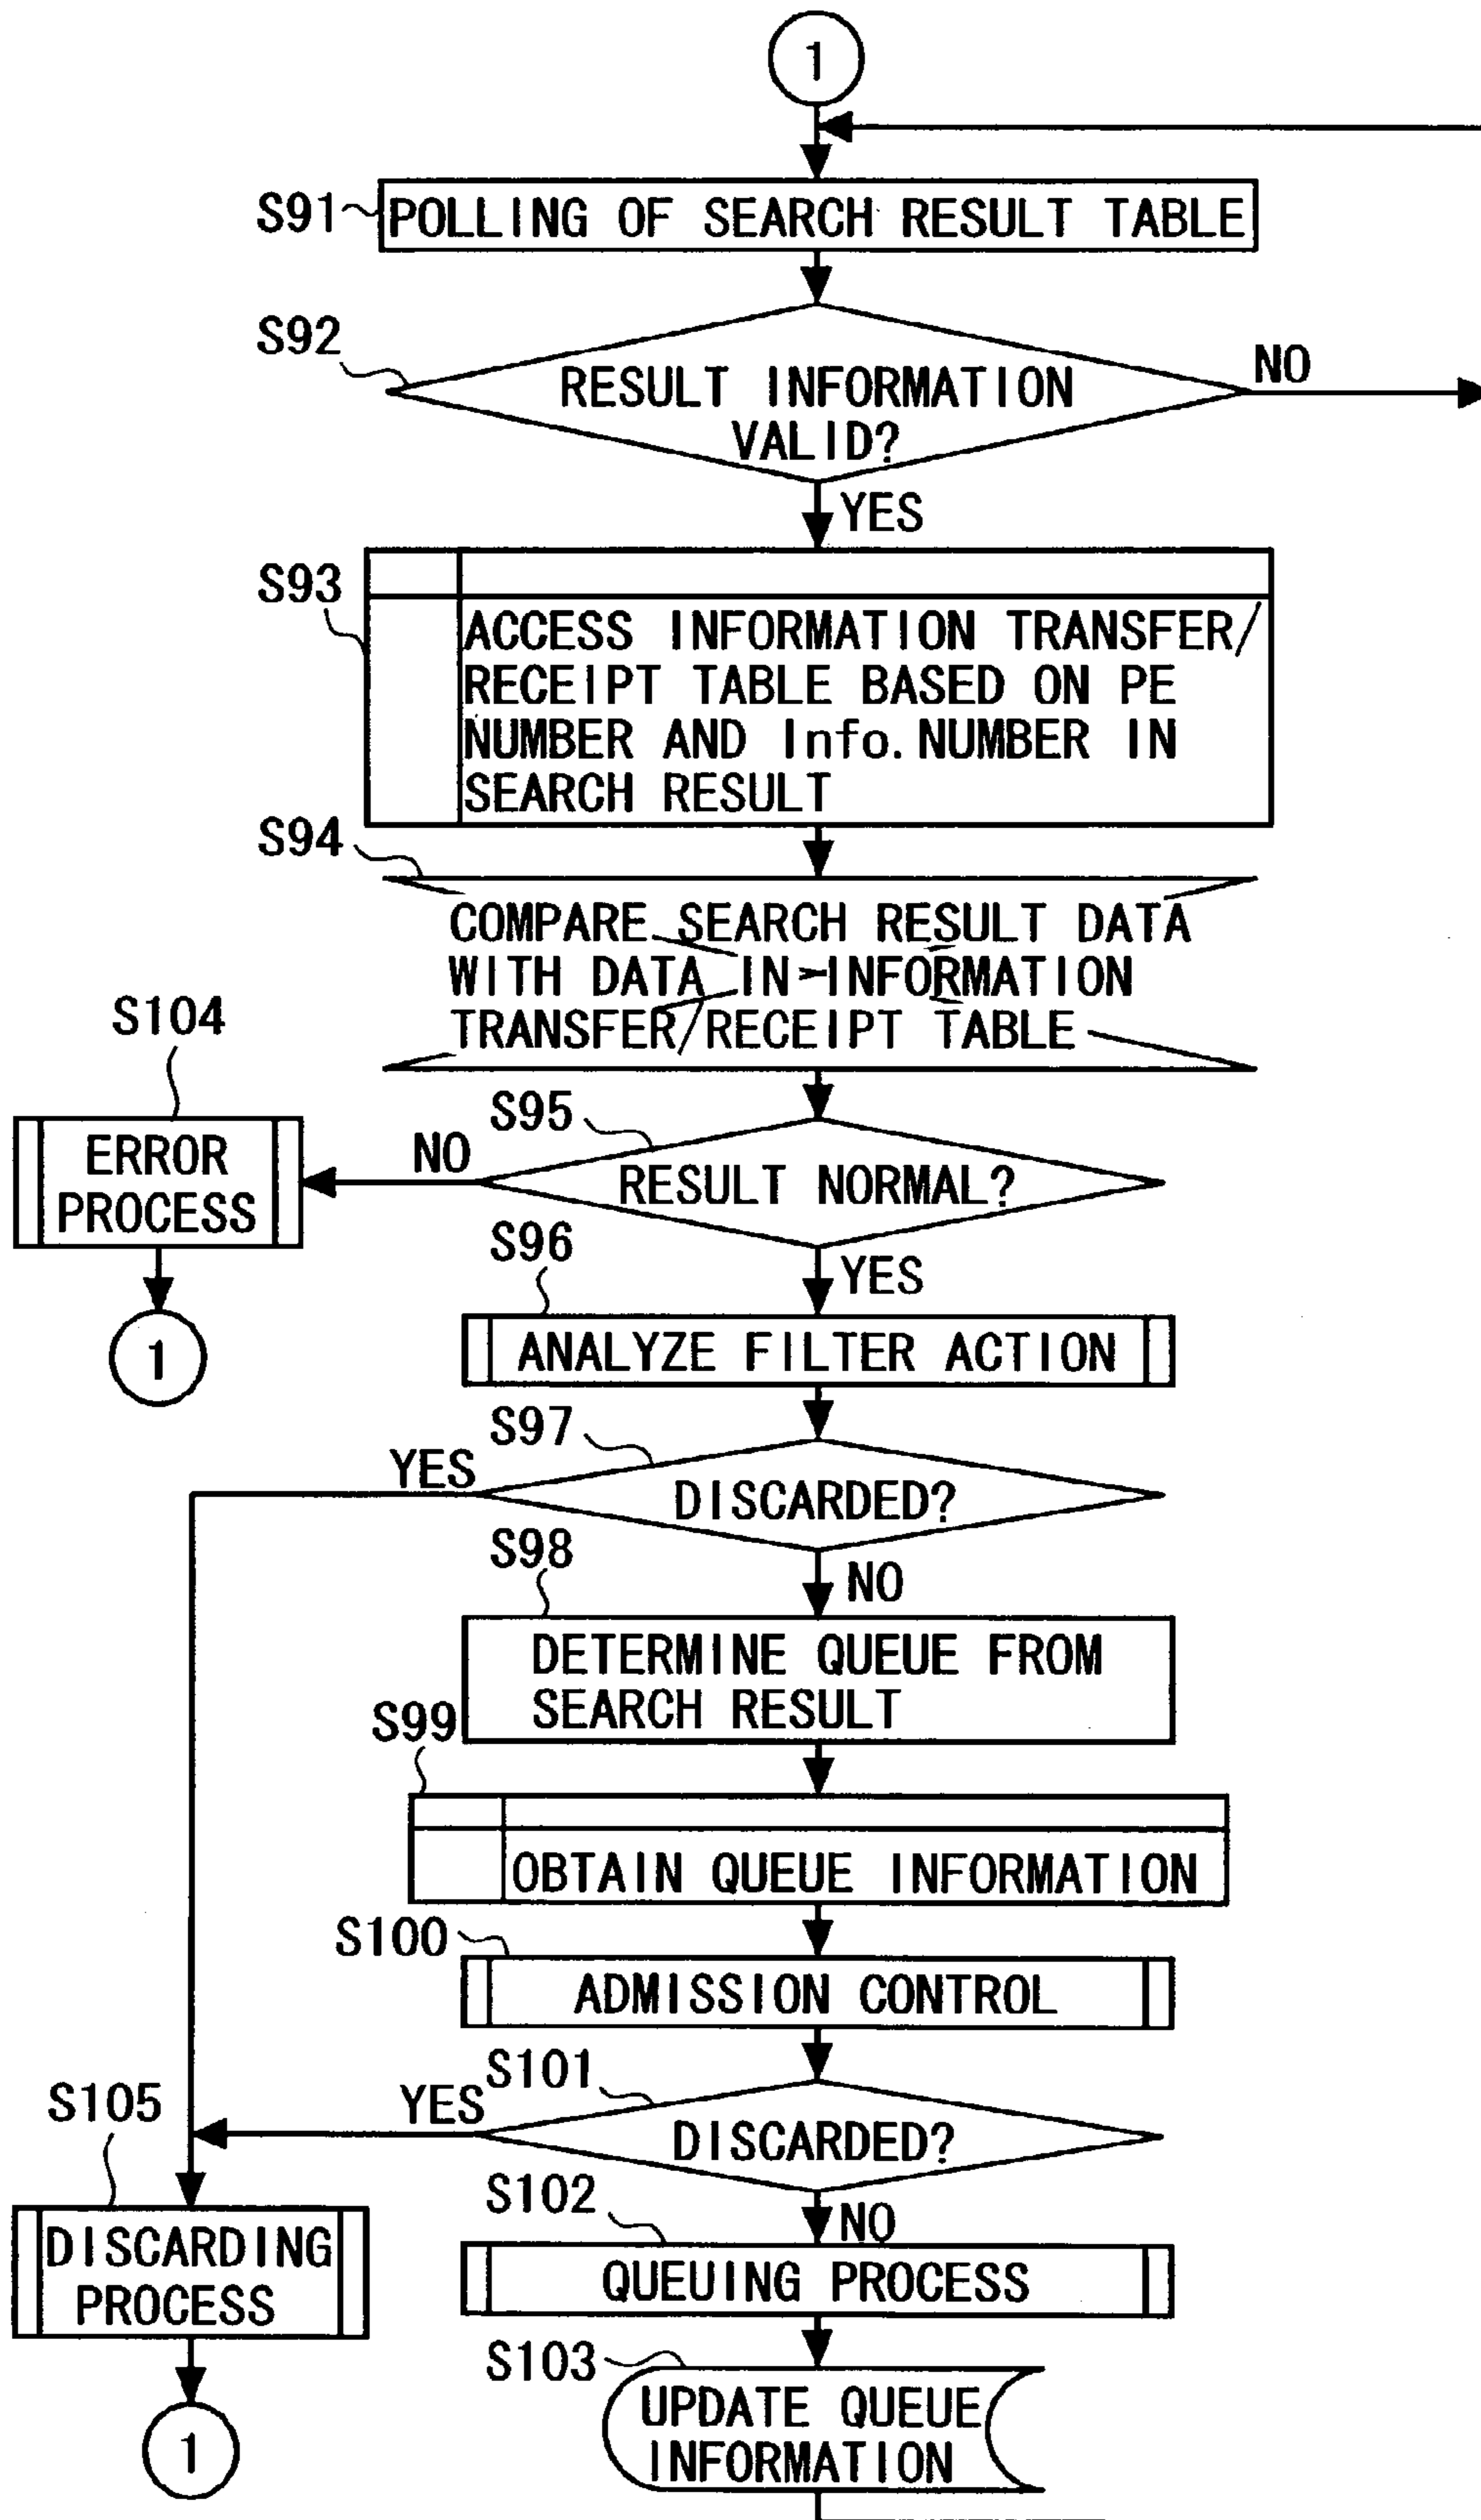 1
S91
POLLING OF SEARCH RESULT TABLE
S92
RESULT INFORMATION
VALID?
NO
YES
S93
ACCESS INFORMATION TRANSFER/
RECEIPT TABLE BASED ON PE
NUMBER AND Info. NUMBER IN
SEARCH RESULT
S94
COMPARE SEARCH RESULT DATA
WITH DATA IN INFORMATION
TRANSFER/RECEIPT TABLE
S104
ERROR
PROCESS
1
S95
NO
RESULT NORMAL?
YES
S96
ANALYZE FILTER ACTION
S97
YES
DISCARDED?
NO
S98
DETERMINE QUEUE FROM
SEARCH RESULT
S99
OBTAIN QUEUE INFORMATION
S100
ADMISSION CONTROL
S101
YES
DISCARDED?
NO
S105
DISCARDING
PROCESS
1
S102
QUEUING PROCESS
S103
UPDATE QUEUE
INFORMATION